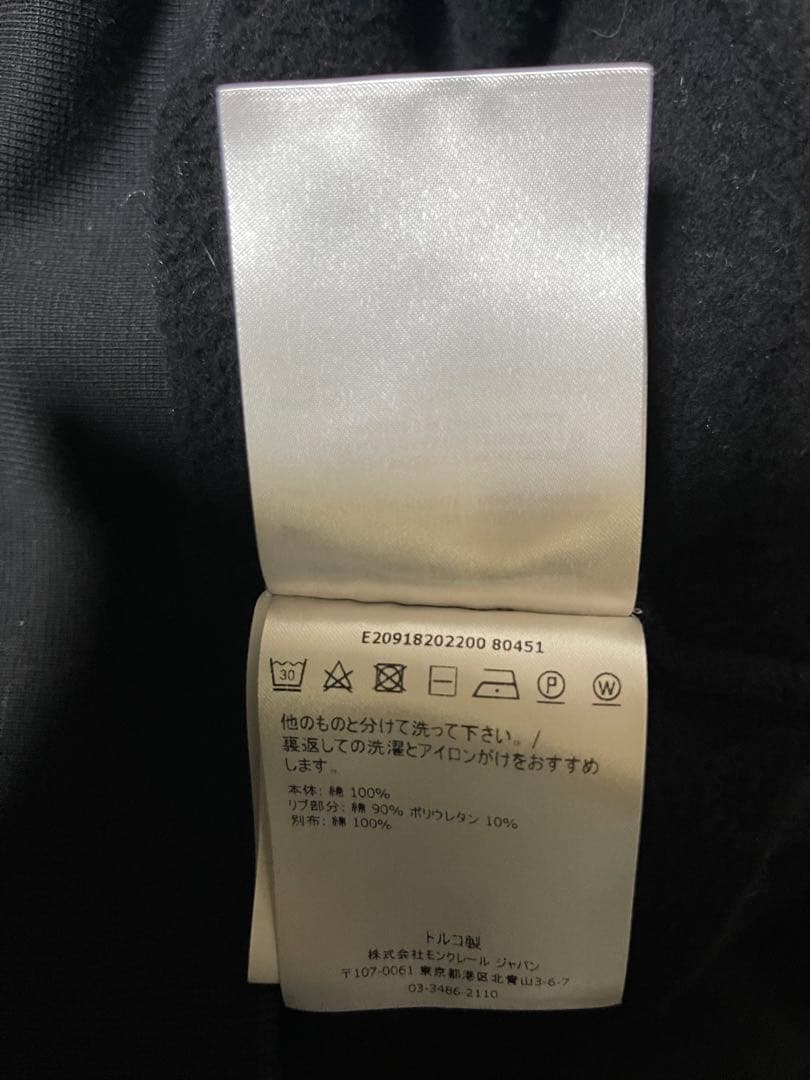 E20918202200 80451
30 P W
他のものと分けて洗って下さい。/
裏返しての洗濯とアイロンがけをおすすめ
します。
本体: 綿 100%
リブ部分: 綿 90% ポリウレタン 10%
別布: 綿 100%
トルコ製
株式会社モンクレール ジャパン
〒107-0061 東京都港区北青山3-6-7
03-3486-2110